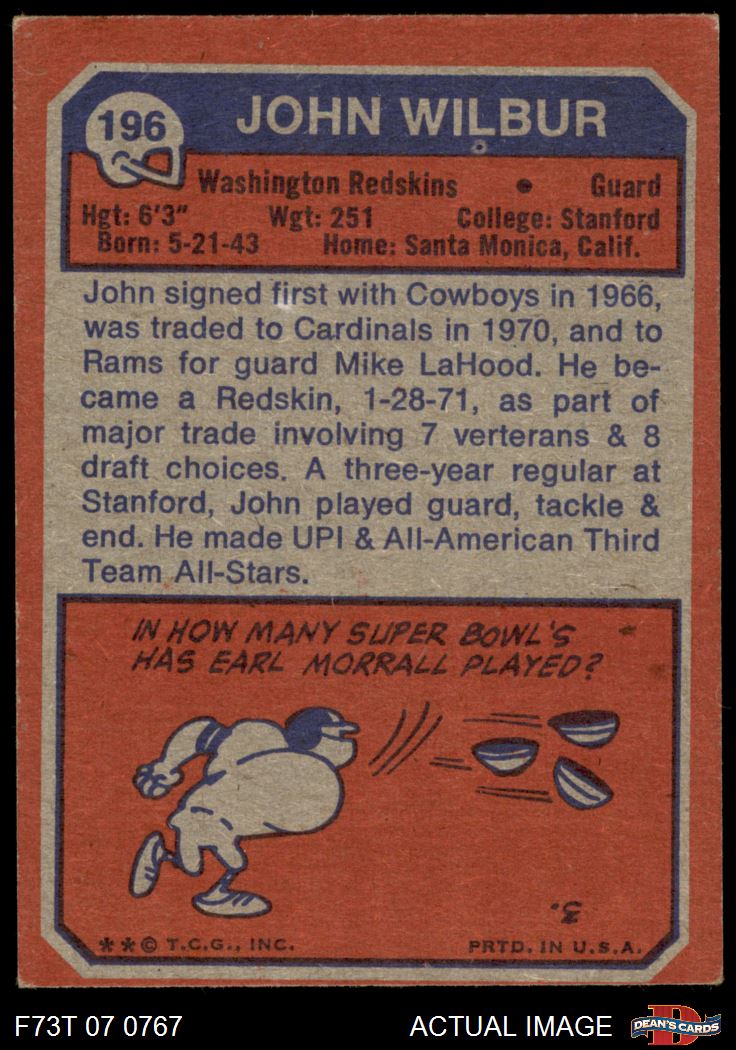 196
JOHN WILBUR
Washington Redskins • Guard
Hgt: 6'3" Wgt: 251 College: Stanford
Born: 5-21-43 Home: Santa Monica, Calif.
John signed first with Cowboys in 1966,
was traded to Cardinals in 1970, and to
Rams for guard Mike LaHood. He be-
came a Redskin, 1-28-71, as part of
major trade involving 7 verterans & 8
draft choices. A three-year regular at
Stanford, John played guard, tackle &
end. He made UPI & All-American Third
Team All-Stars.
IN HOW MANY SUPER BOWL'S
HAS EARL MORRALL PLAYED?
3.
**© T.C.G., INC. PRTD. IN U.S.A.
F73T 07 0767 ACTUAL IMAGE D DEAN'S CARDS